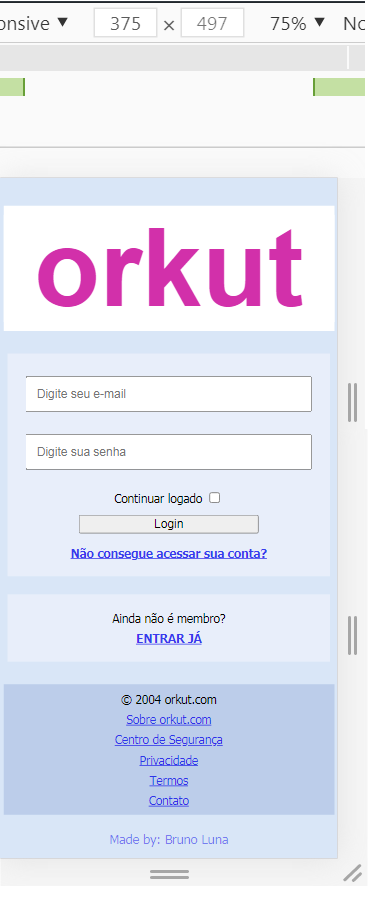 onsive ▼ 375 × 497 75% ▼ No
orkut
Digite seu e-mail
Digite sua senha
Continuar logado
Login
Não consegue acessar sua conta?
Ainda não é membro?
ENTRAR JÁ
© 2004 orkut.com
Sobre orkut.com
Centro de Segurança
Privacidade
Termos
Contato
Made by: Bruno Luna